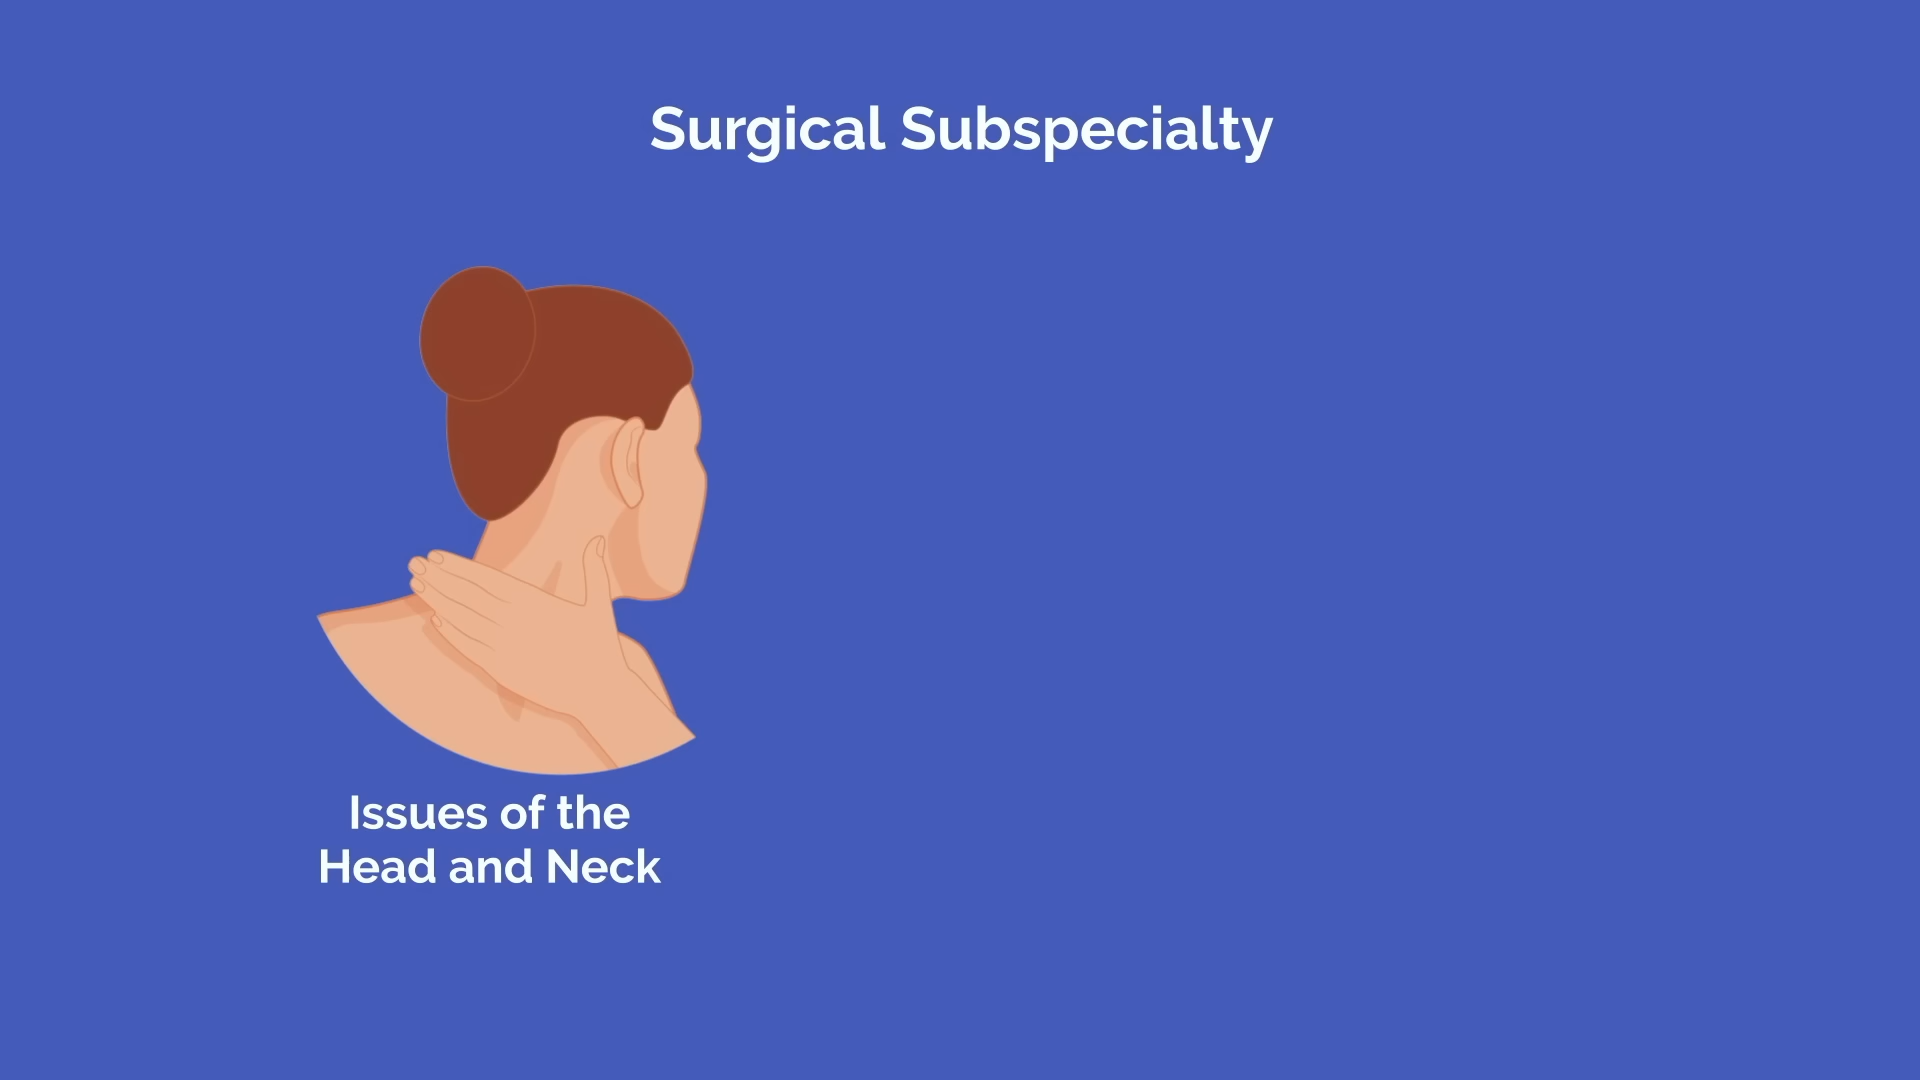 Surgical Subspecialty
Issues of the
Head and Neck